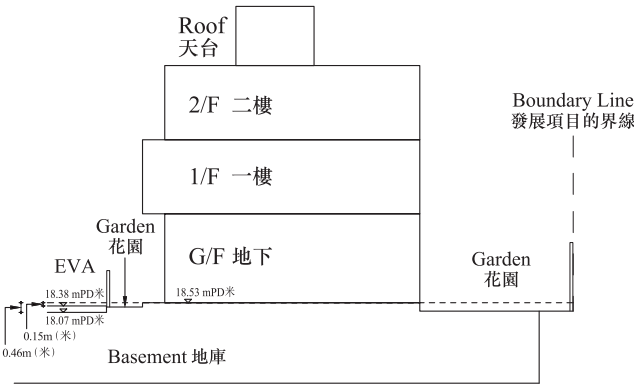 Roof
天台
2/F 二樓
Boundary Line
發展項目的界線
1/F 一樓
Garden
花園
G/F 地下
Garden
花園
EVA
18.38 mPD米
18.53 mPD米
18.07 mPD米
0.15m (米)
0.46m (米)
Basement 地庫